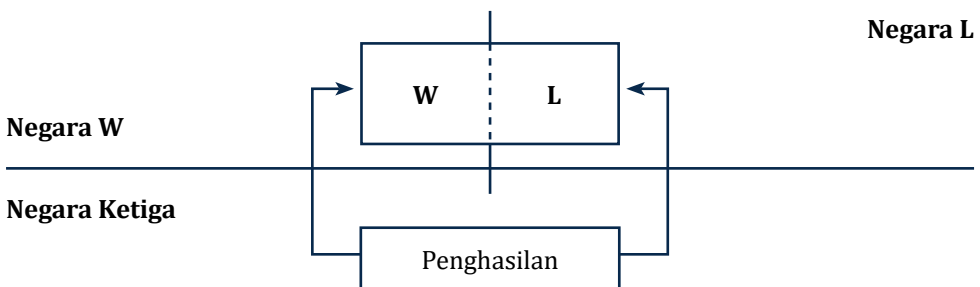 Negara L
W L
Negara W
Negara Ketiga
Penghasilan